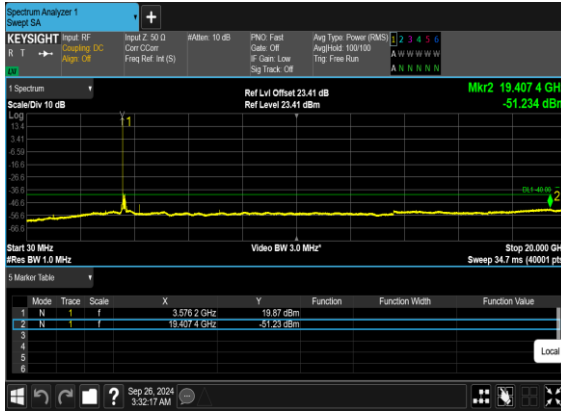 Spectrum Analyzer 1
Swept SA
+
KEYSIGHT Input: RF Input Z: 50 Ω #Atten: 10 dB PNO: Fast Avg Type: Power (RMS) 1 2 3 4 5 6
R T Coupling: DC Corr CCorr Gate: Off Avg|Hold: 100/100 A W W W W W
Align: Off Freq Ref: Int (S) IF Gain: Low Trig: Free Run
Sig Track: Off A N N N N N
1 Spectrum Ref Lvl Offset 23.41 dB Mkr2 19.407 4 GH
Scale/Div 10 dB Ref Level 23.41 dBm -51.234 dBr
Log
13.4
3.41
-6.59
-16.6
-26.6
-36.6
-46.6
-56.6
-66.6
1
DL1 -40.00
2
Start 30 MHz Video BW 3.0 MHz* Stop 20.000 GH
#Res BW 1.0 MHz Sweep 34.7 ms (40001 pts
5 Marker Table
Mode Trace Scale X Y Function Function Width Function Value
1 N 1 f 3.576 2 GHz 19.87 dBm
2 N 1 f 19.407 4 GHz -51.23 dBm
3
4
5
6
Local
? Sep 26, 2024
3:32:17 AM